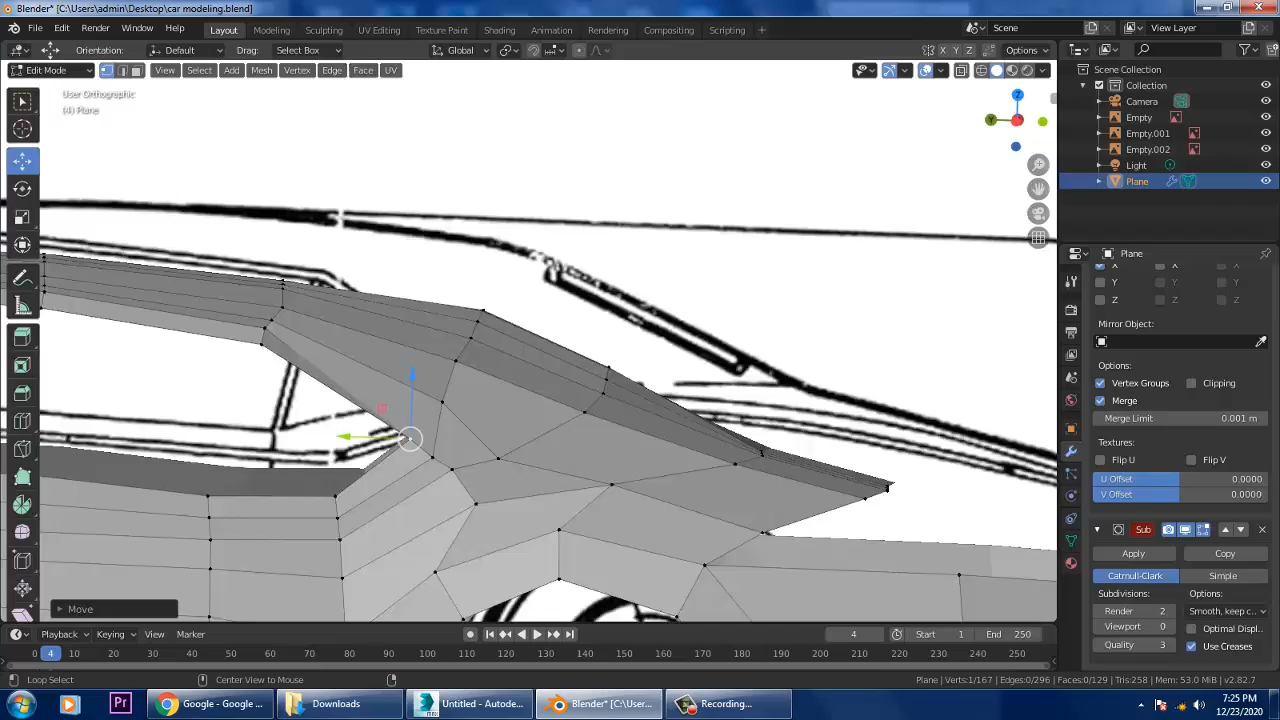 Blender* [C:\Users\admin\Desktop\car modeling.blend]
File Edit Render Window Help Layout Modeling Sculpting UV Editing Texture Paint Shading Animation Rendering Compositing Scripting + Scene View Layer
Orientation: Default Drag: Select Box Global X Y Z Options
Edit Mode View Select Add Mesh Vertex Edge Face UV
User Orthographic
(4) Plane
Z
Y
Move
Scene Collection
Collection
Camera
Empty
Empty.001
Empty.002
Light
Plane
Plane
X
Y
Z
Mirror Object:
Options:
Vertex Groups Clipping
Merge
Merge Limit 0.001 m
Textures:
Flip U Flip V
U Offset 0.0000
V Offset 0.0000
Sub
Apply Copy
Catmull-Clark Simple
Subdivisions: Options:
Render 2 Smooth, keep c..
Viewport 0 Optimal Displ..
Quality 3 Use Creases
Playback Keying View Marker 4 Start 1 End 250
0 4 10 20 30 40 50 60 70 80 90 100 110 120 130 140 150 160 170 180 190 200 210 220 230 240 250
Loop Select Center View to Mouse Plane | Verts:1/167 | Edges:0/296 | Faces:0/129 | Tris:258 | Mem: 53.0 MiB | v2.82.7
Pr Google - Google ... Downloads Untitled - Autode... Blender* [C:\User... Recording...
7:25 PM
12/23/2020